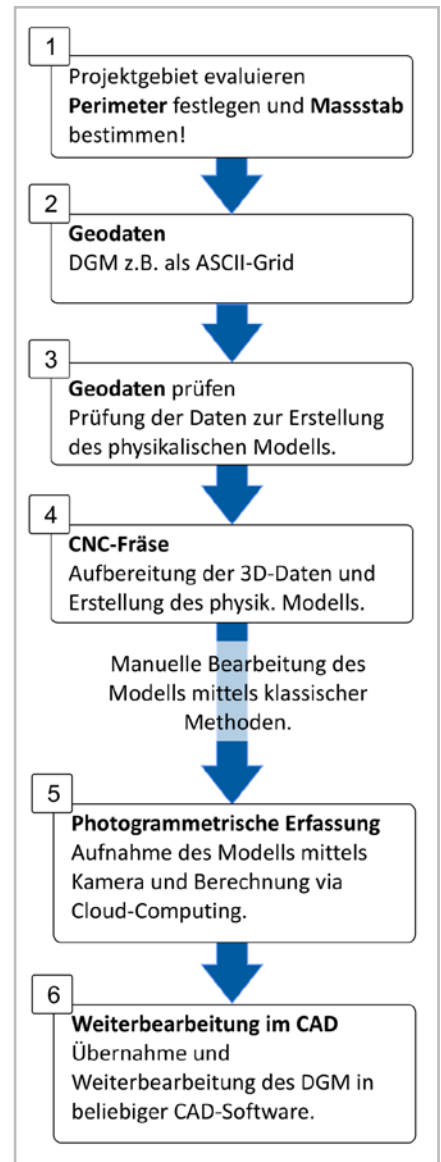 1
Projektgebiet evaluieren
Perimeter festlegen und Massstab
bestimmen!
2
Geodaten
DGM z.B. als ASCII-Grid
3
Geodaten prüfen
Prüfung der Daten zur Erstellung
des physikalischen Modells.
4
CNC-Fräse
Aufbereitung der 3D-Daten und
Erstellung des physik. Modells.
Manuelle Bearbeitung des
Modells mittels klassischer
Methoden.
5
Photogrammetrische Erfassung
Aufnahme des Modells mittels
Kamera und Berechnung via
Cloud-Computing.
6
Weiterbearbeitung im CAD
Übernahme und
Weiterbearbeitung des DGM in
beliebiger CAD-Software.